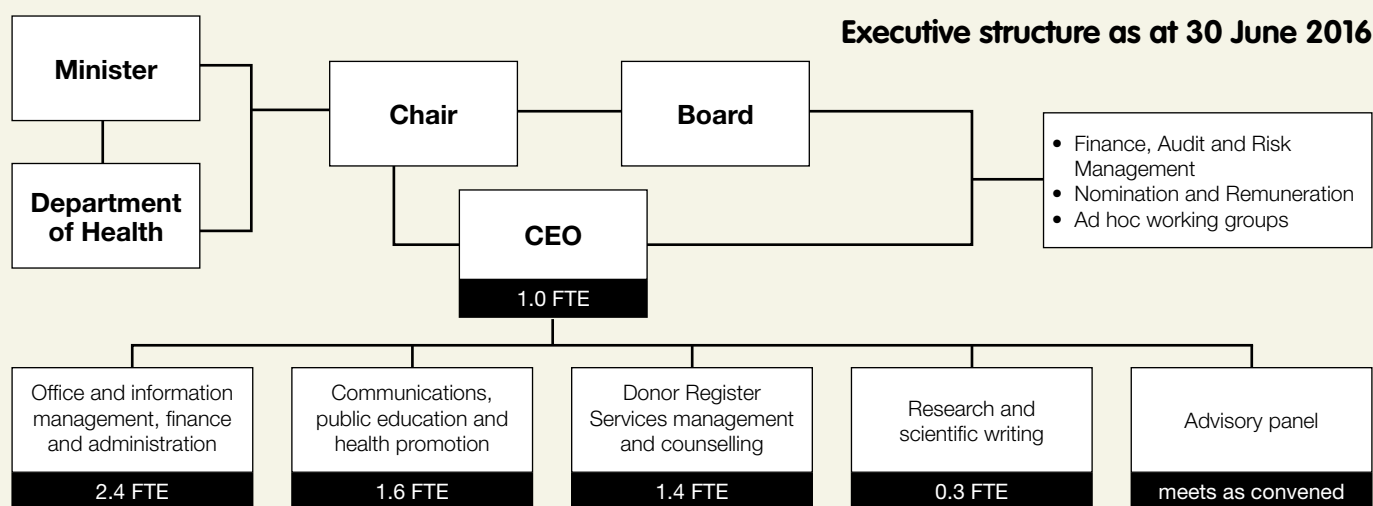 Executive structure as at 30 June 2016
Minister
Department
of Health
Chair
Board
• Finance, Audit and Risk
Management
• Nomination and Remuneration
• Ad hoc working groups
CEO
1.0 FTE
Office and information
management, finance
and administration
2.4 FTE
Communications,
public education and
health promotion
1.6 FTE
Donor Register
Services management
and counselling
1.4 FTE
Research and
scientific writing
0.3 FTE
Advisory panel
meets as convened